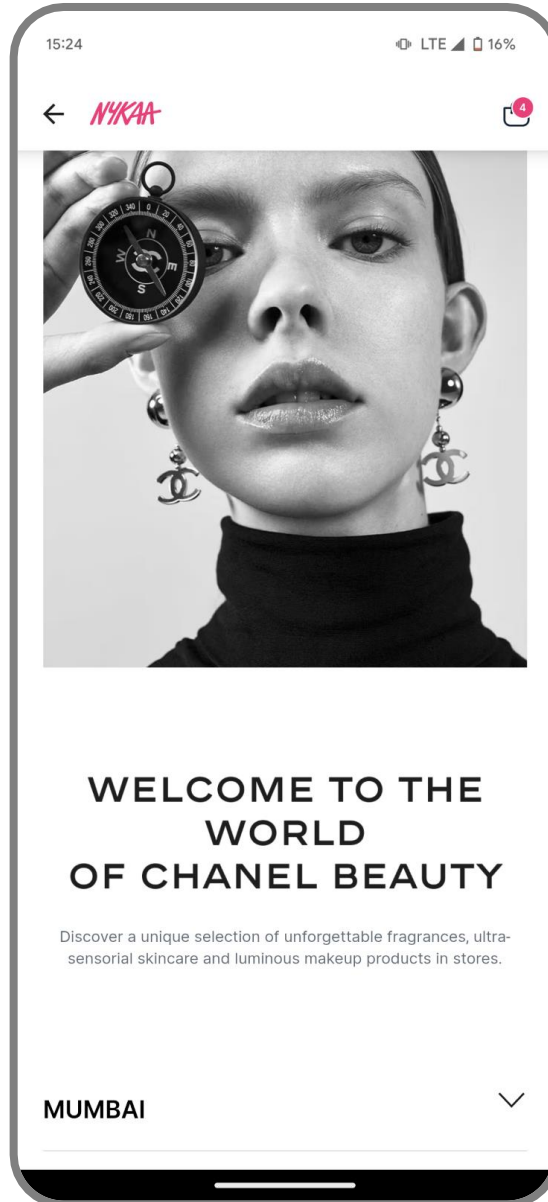 15:24 LTE 16%
NYKAA 4
N
W E
S
WELCOME TO THE
WORLD
OF CHANEL BEAUTY
Discover a unique selection of unforgettable fragrances, ultra-
sensorial skincare and luminous makeup products in stores.
MUMBAI